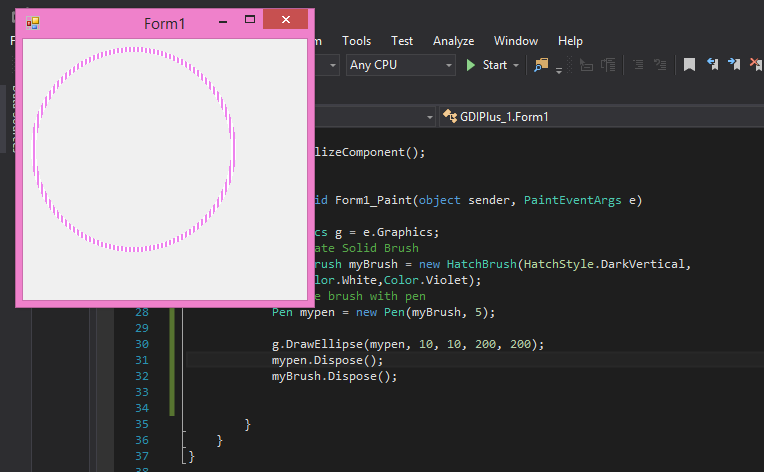 Form1
Tools Test Analyze Window Help
Any CPU Start
GDIPlus_1.Form1
lizeComponent();
id Form1_Paint(object sender, PaintEventArgs e)
cs g = e.Graphics;
ate Solid Brush
rush myBrush = new HatchBrush(HatchStyle.DarkVertical,
lor.White,Color.Violet);
e brush with pen
28 Pen mypen = new Pen(myBrush, 5);
29
30 g.DrawEllipse(mypen, 10, 10, 200, 200);
31 mypen.Dispose();
32 myBrush.Dispose();
33
34
35 }
36 }
37 }
38